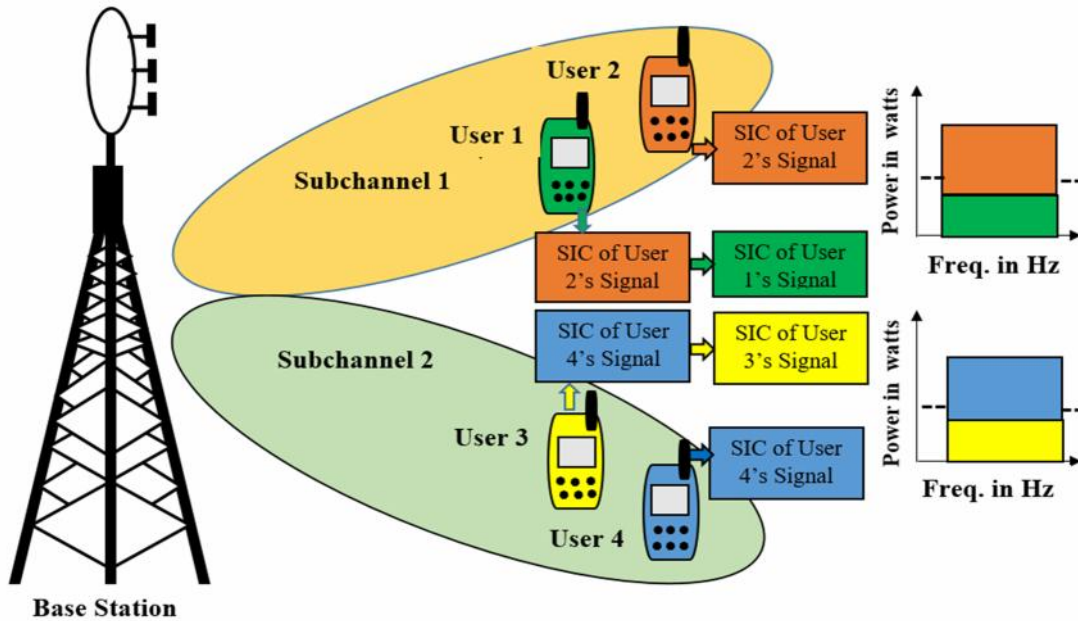 User 2
User 1
Subchannel 1
SIC of User
2's Signal
SIC of User
2's Signal
SIC of User
1's Signal
Power in watts
Freq. in Hz
Subchannel 2
SIC of User
4's Signal
SIC of User
3's Signal
User 3
User 4
SIC of User
4's Signal
Power in watts
Freq. in Hz
Base Station